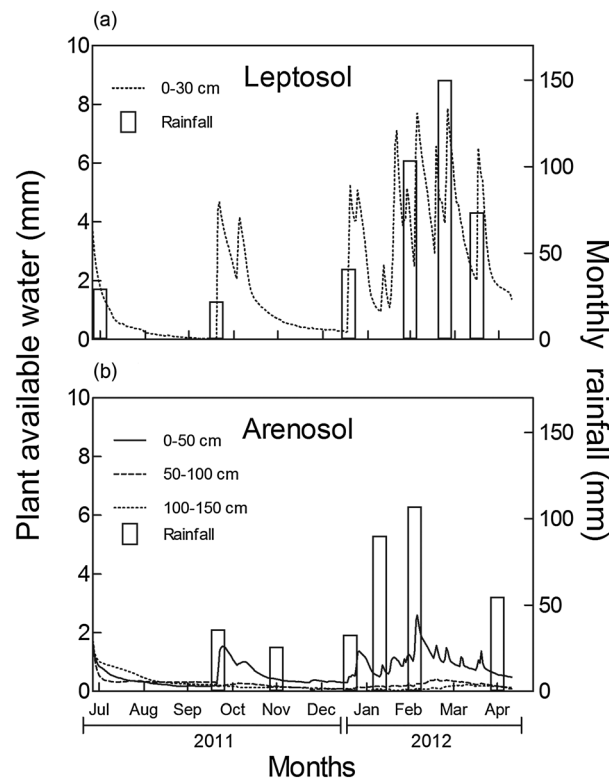 (a)
Leptosol
0-30 cm
Rainfall
10
8
6
4
2
0
150
100
50
0
Plant available water (mm)
Monthly rainfall (mm)
(b)
Arenosol
0-50 cm
50-100 cm
100-150 cm
Rainfall
10
8
6
4
2
0
150
100
50
0
Jul Aug Sep Oct Nov Dec Jan Feb Mar Apr
2011 2012
Months